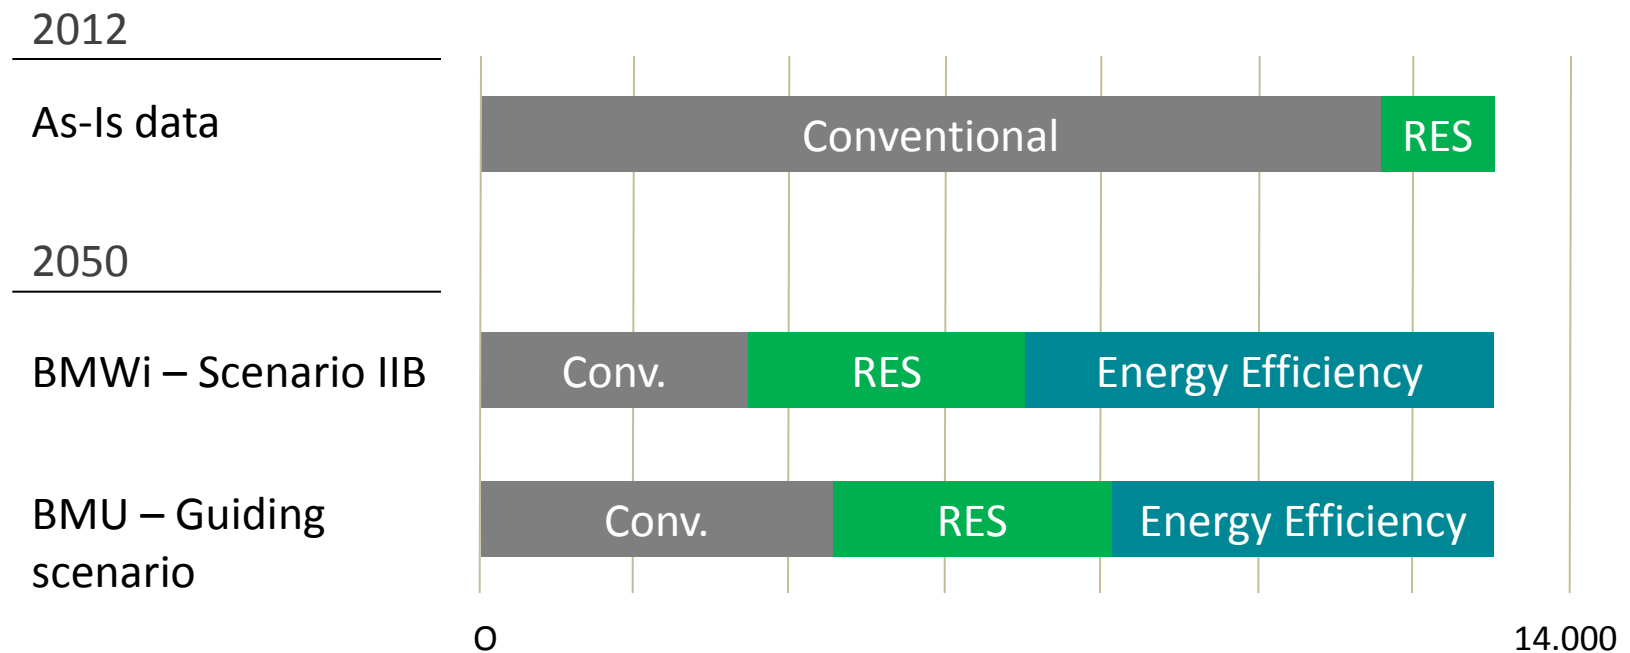 2012
As-Is data
Conventional
RES
2050
BMWi – Scenario IIB
Conv.
RES
Energy Efficiency
BMU – Guiding
scenario
Conv.
RES
Energy Efficiency
O
14.000